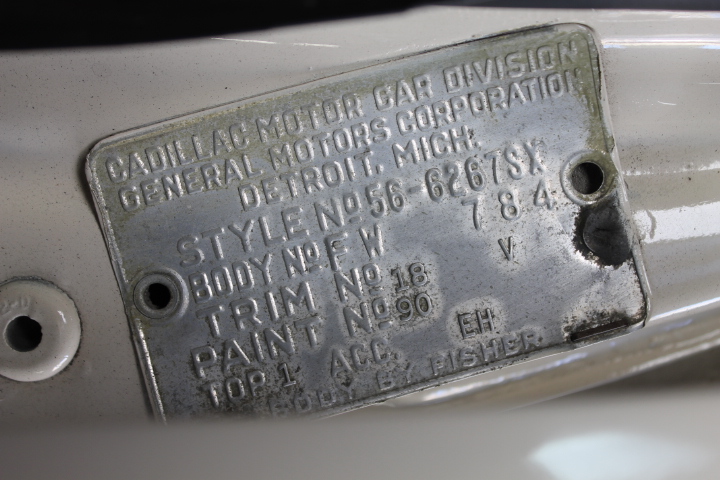 CADILLAC MOTOR CAR DIVISION
GENERAL MOTORS CORPORATION
DETROIT, MICH.
STYLE Nº 56-6267SX
BODY Nº F W 784
TRIM Nº 18 V
PAINT Nº 90
TOP 1 ACC. EH
BODY BY FISHER